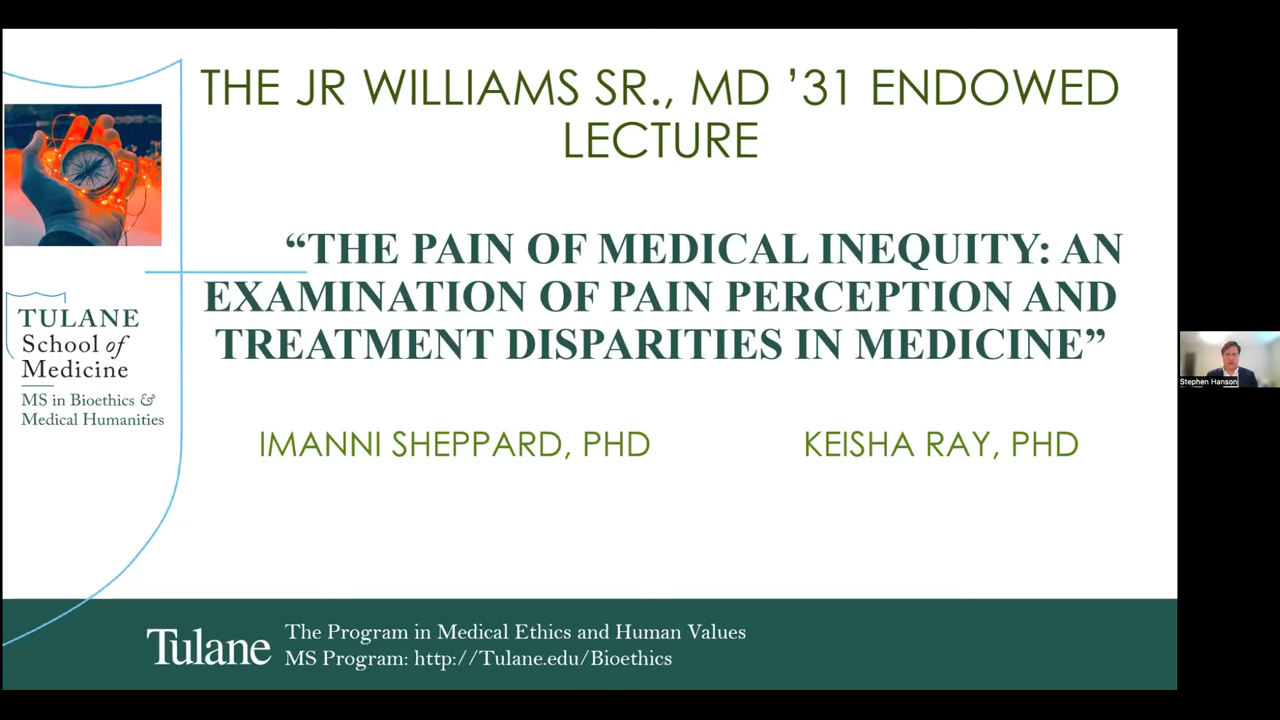 THE JR WILLIAMS SR., MD ’31 ENDOWED
LECTURE
“THE PAIN OF MEDICAL INEQUITY: AN
EXAMINATION OF PAIN PERCEPTION AND
TREATMENT DISPARITIES IN MEDICINE”
IMANNI SHEPPARD, PHD
KEISHA RAY, PHD
TULANE
School of
Medicine
MS in Bioethics &
Medical Humanities
Tulane
The Program in Medical Ethics and Human Values
MS Program: http://Tulane.edu/Bioethics
Stephen Hanson